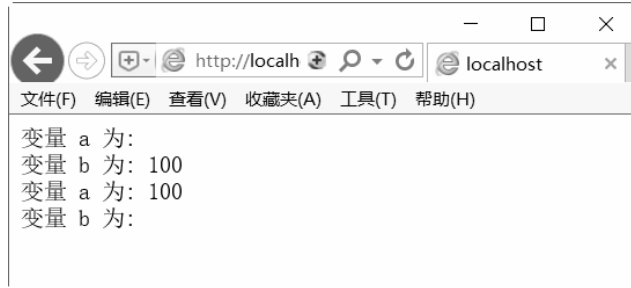 http://localh
localhost
文件(F) 编辑(E) 查看(V) 收藏夹(A) 工具(T) 帮助(H)
变量 a 为:
变量 b 为: 100
变量 a 为: 100
变量 b 为: